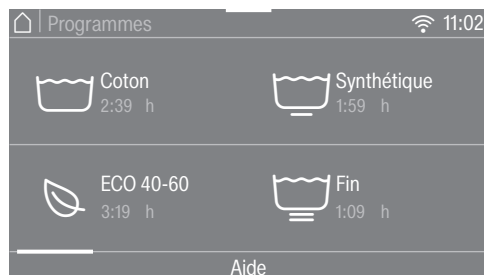 Programmes 11:02
Coton Synthétique
2:39 h 1:59 h
ECO 40-60 Fin
3:19 h 1:09 h
Aide